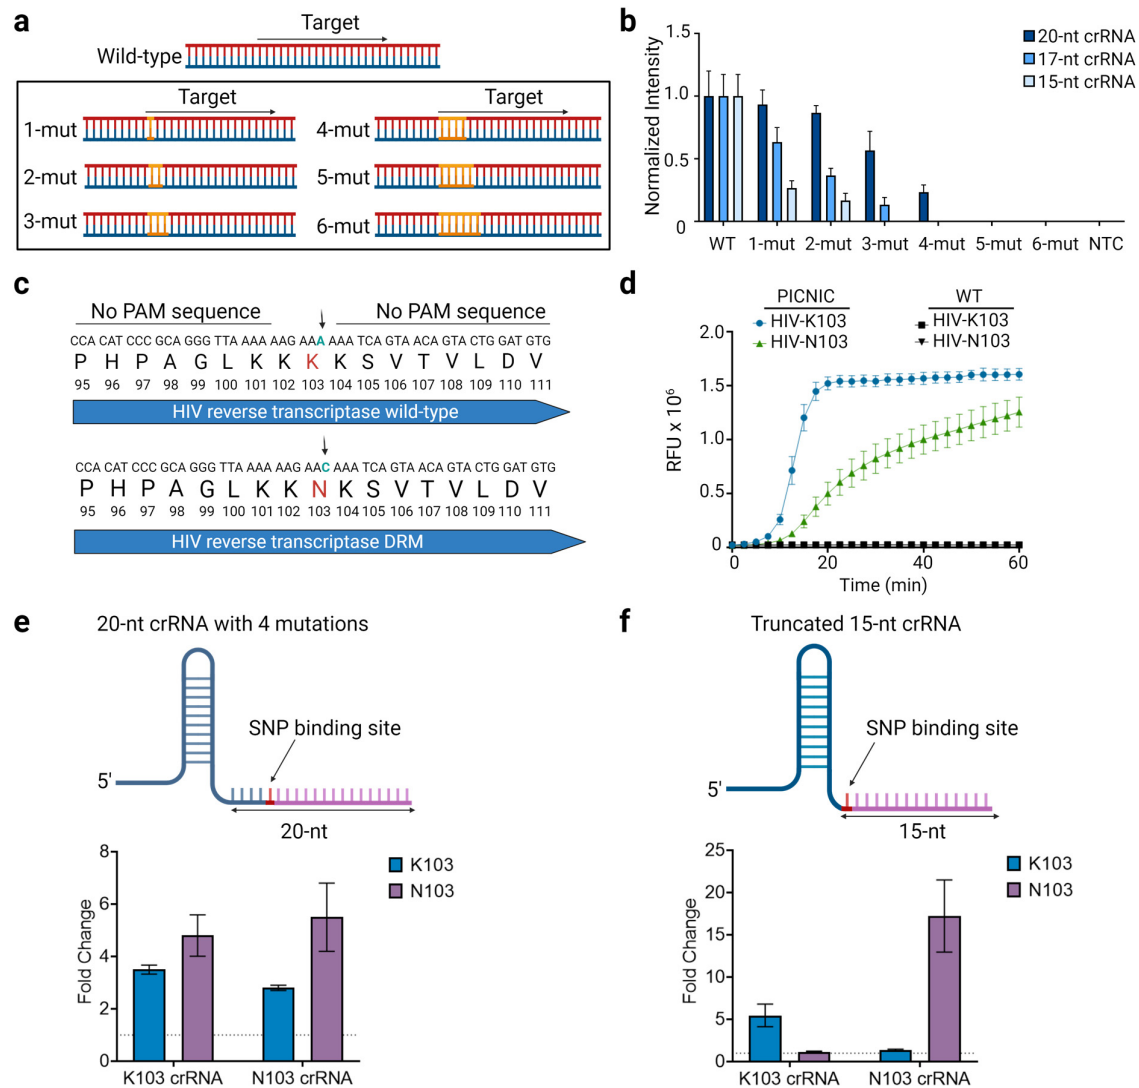 a
Target
Wild-type
Target
Target
1-mut
4-mut
2-mut
5-mut
3-mut
6-mut
b
20-nt crRNA
17-nt crRNA
15-nt crRNA
Normalized Intensity
1.5
1.0
0.5
0
WT 1-mut 2-mut 3-mut 4-mut 5-mut 6-mut NTC
c
No PAM sequence No PAM sequence
CCA CAT CCC GCA GGG TTA AAA AAG AAA AAA TCA GTA ACA GTA CTG GAT GTG
P H P A G L K K K K S V T V L D V
95 96 97 98 99 100 101 102 103 104 105 106 107 108 109 110 111
HIV reverse transcriptase wild-type
CCA CAT CCC GCA GGG TTA AAA AAG AAC AAA TCA GTA ACA GTA CTG GAT GTG
P H P A G L K K N K S V T V L D V
95 96 97 98 99 100 101 102 103 104 105 106 107 108 109 110 111
HIV reverse transcriptase DRM
d
PICNIC WT
HIV-K103 HIV-K103
HIV-N103 HIV-N103
RFU x 10⁶
2.0
1.5
1.0
0.5
0
0 20 40 60
Time (min)
e
20-nt crRNA with 4 mutations
SNP binding site
5'
20-nt
Fold Change
8
6
4
2
0
K103
N103
K103 crRNA N103 crRNA
f
Truncated 15-nt crRNA
SNP binding site
5'
15-nt
Fold Change
25
20
15
10
5
0
K103
N103
K103 crRNA N103 crRNA